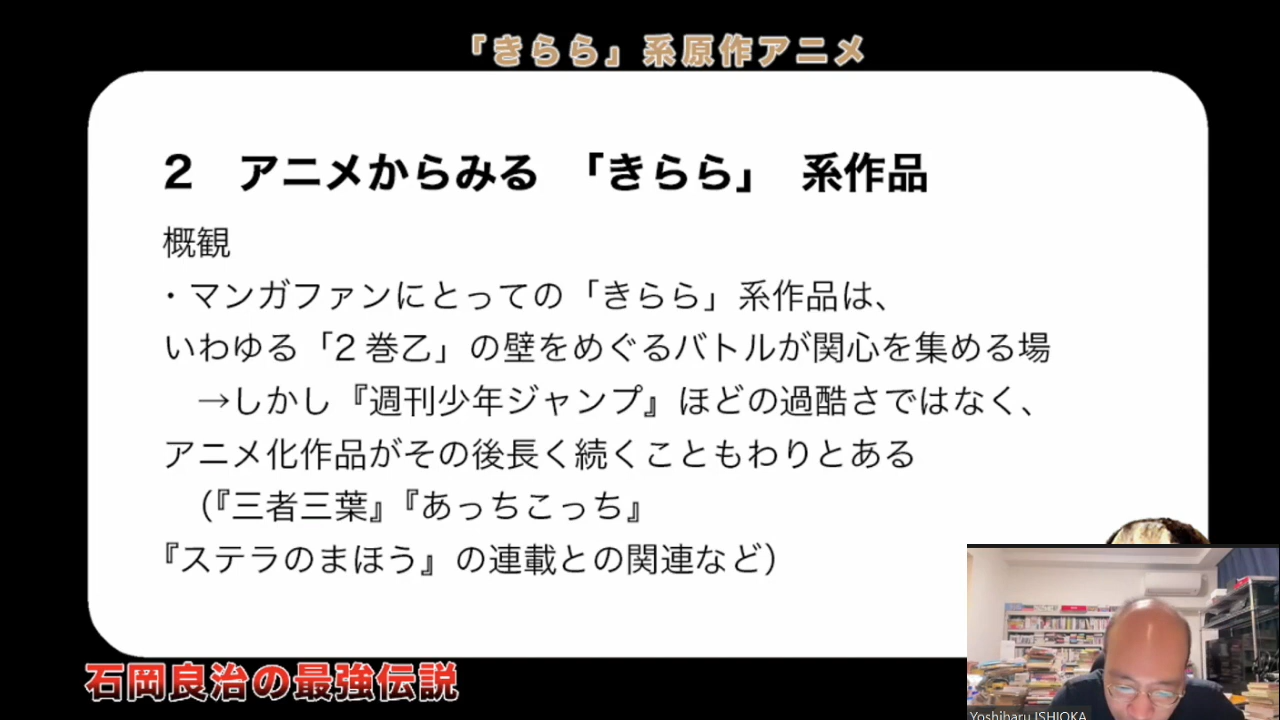 『きらら』系原作アニメ
2 アニメからみる 「きらら」 系作品
概観
・マンガファンにとっての「きらら」系作品は、
いわゆる「2巻乙」の壁をめぐるバトルが関心を集める場
→しかし『週刊少年ジャンプ』ほどの過酷さではなく、
アニメ化作品がその後長く続くこともわりとある
（『三者三葉』『あっちこっち』
『ステラのまほう』の連載との関連など）
石岡良治の最強伝説
Yoshiharu ISHIOKA